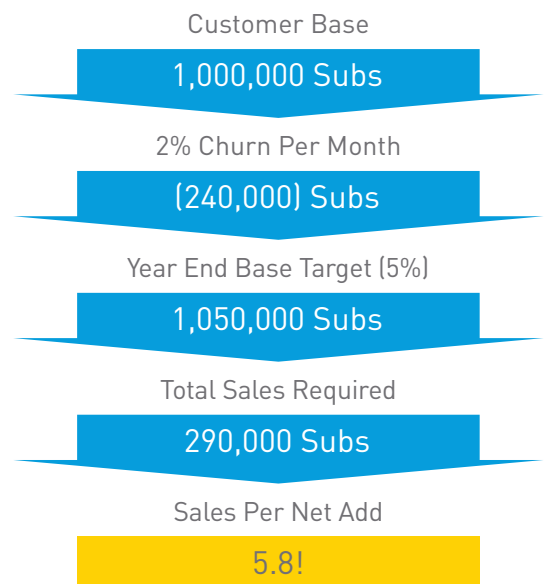 Customer Base
1,000,000 Subs
2% Churn Per Month
(240,000) Subs
Year End Base Target (5%)
1,050,000 Subs
Total Sales Required
290,000 Subs
Sales Per Net Add
5.8!